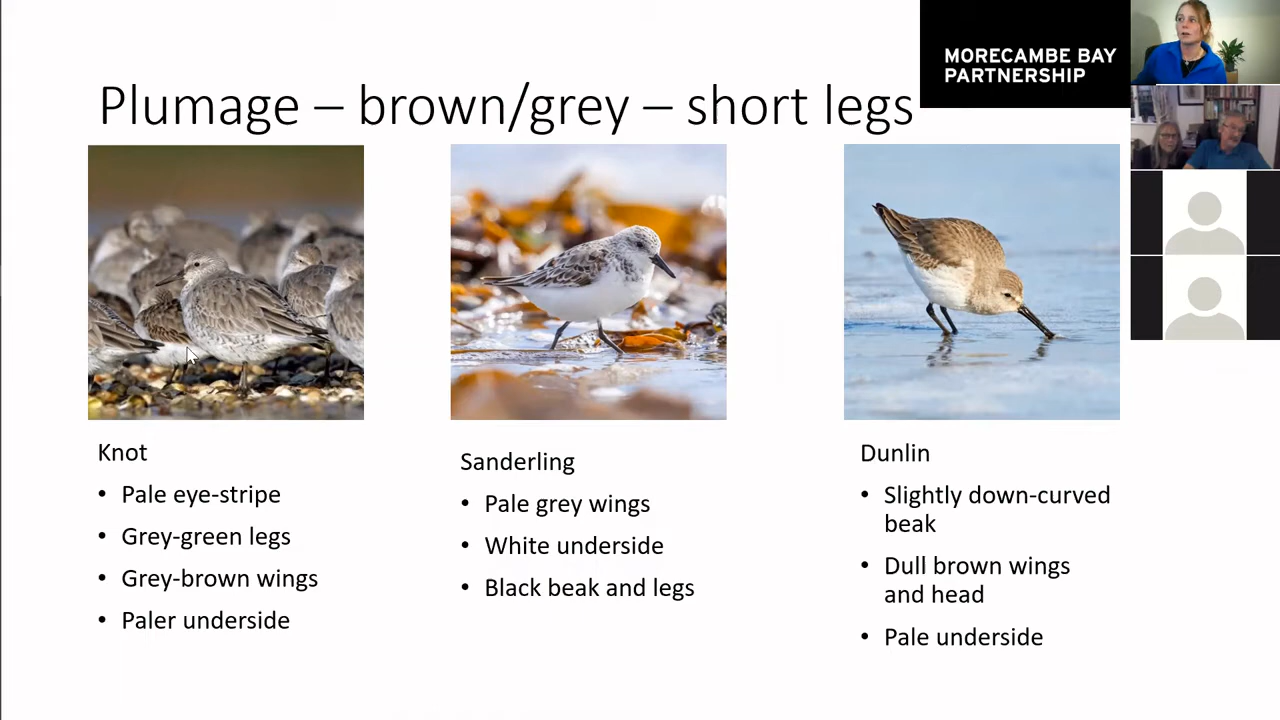 MORECAMBE BAY
PARTNERSHIP
Plumage – brown/grey – short legs
Knot
• Pale eye-stripe
• Grey-green legs
• Grey-brown wings
• Paler underside
Sanderling
• Pale grey wings
• White underside
• Black beak and legs
Dunlin
• Slightly down-curved
beak
• Dull brown wings
and head
• Pale underside